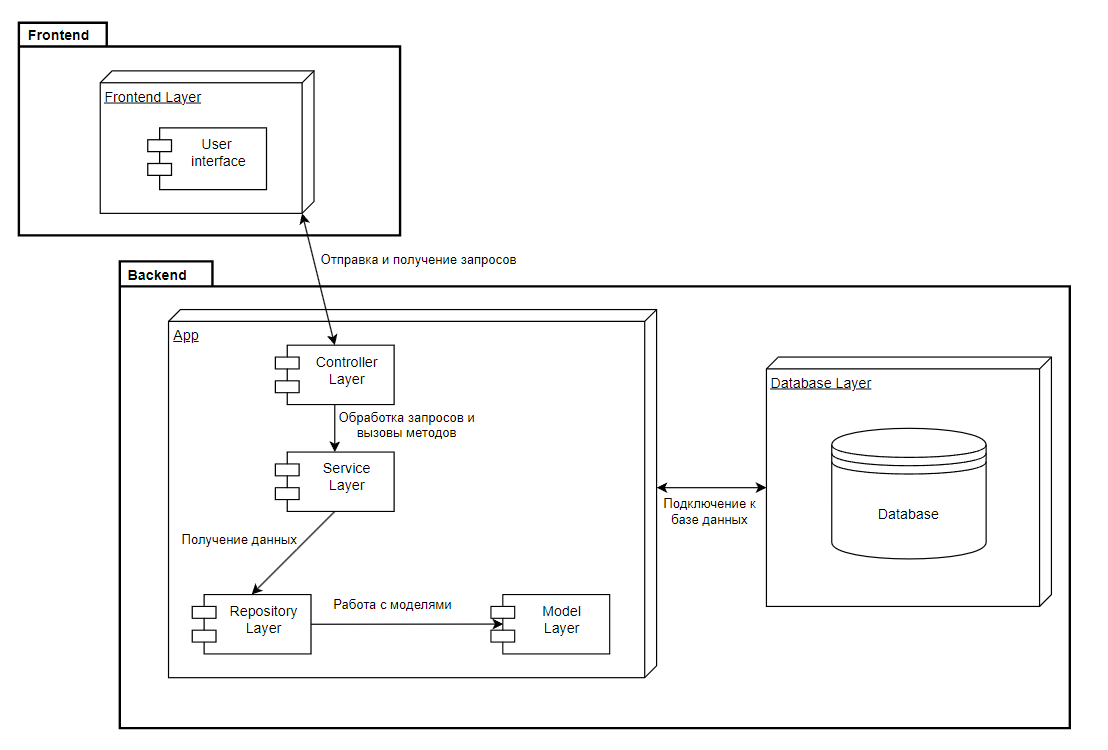 Frontend
Frontend Layer
User
interface
Отправка и получение запросов
Backend
App
Controller
Layer
Обработка запросов и
вызовы методов
Service
Layer
Получение данных
Repository
Layer
Работа с моделями
Model
Layer
Подключение к
базе данных
Database Layer
Database